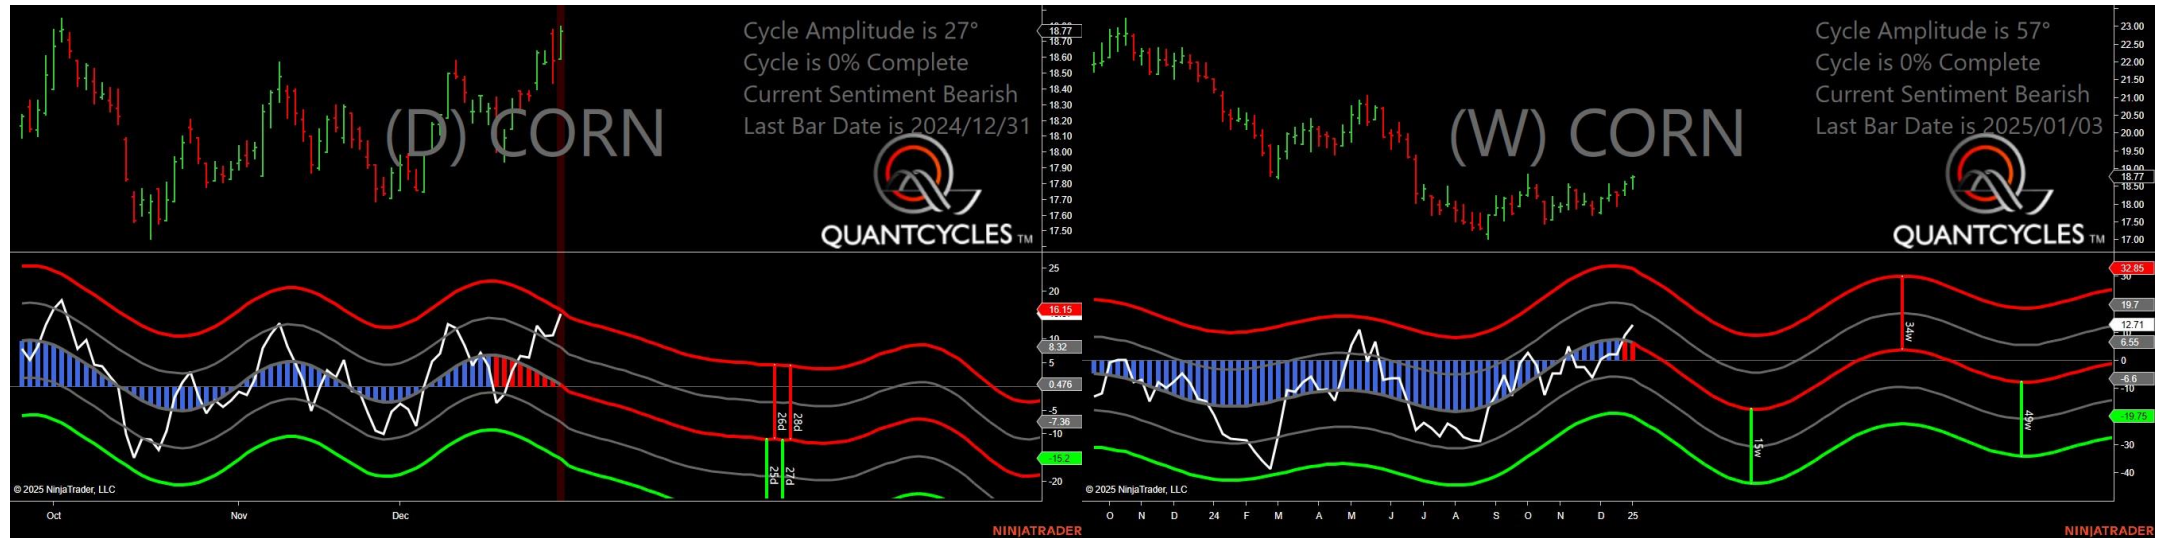 Cycle Amplitude is 27°
Cycle is 0% Complete
Current Sentiment Bearish
Last Bar Date is 2024/12/31
(D) CORN
QUANTCYCLES TM
18.77
18.70
18.60
18.50
18.40
18.30
18.20
18.10
18.00
17.90
17.80
17.70
17.60
17.50
25
20
16.15
10
8.32
5
0.476
-5
-7.36
-10
-15.2
-20
26d
28d
25d
27d
© 2025 NinjaTrader, LLC
Oct
Nov
Dec
NINJATRADER
Cycle Amplitude is 57°
Cycle is 0% Complete
Current Sentiment Bearish
Last Bar Date is 2025/01/03
(W) CORN
QUANTCYCLES TM
23.00
22.50
22.00
21.50
21.00
20.50
20.00
19.50
19.00
18.77
18.50
18.00
17.50
17.00
32.85
30
19.7
12.71
10
6.55
0
-6.6
-10
-19.75
-30
-40
34w
15w
49w
© 2025 NinjaTrader, LLC
O N D 24 F M A M J J A S O N D 25
NINJATRADER